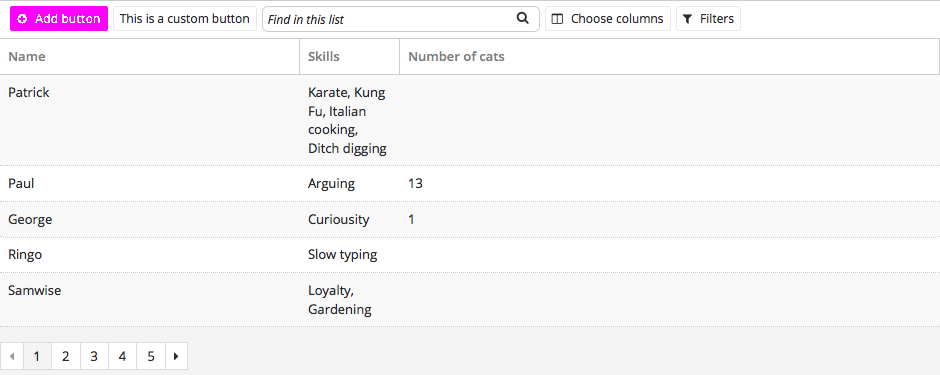 Add button This is a custom button Find in this list Choose columns Filters
Name Skills Number of cats
Patrick Karate, Kung
Fu, Italian
cooking,
Ditch digging
Paul Arguing 13
George Curiousity 1
Ringo Slow typing
Samwise Loyalty,
Gardening
1 2 3 4 5